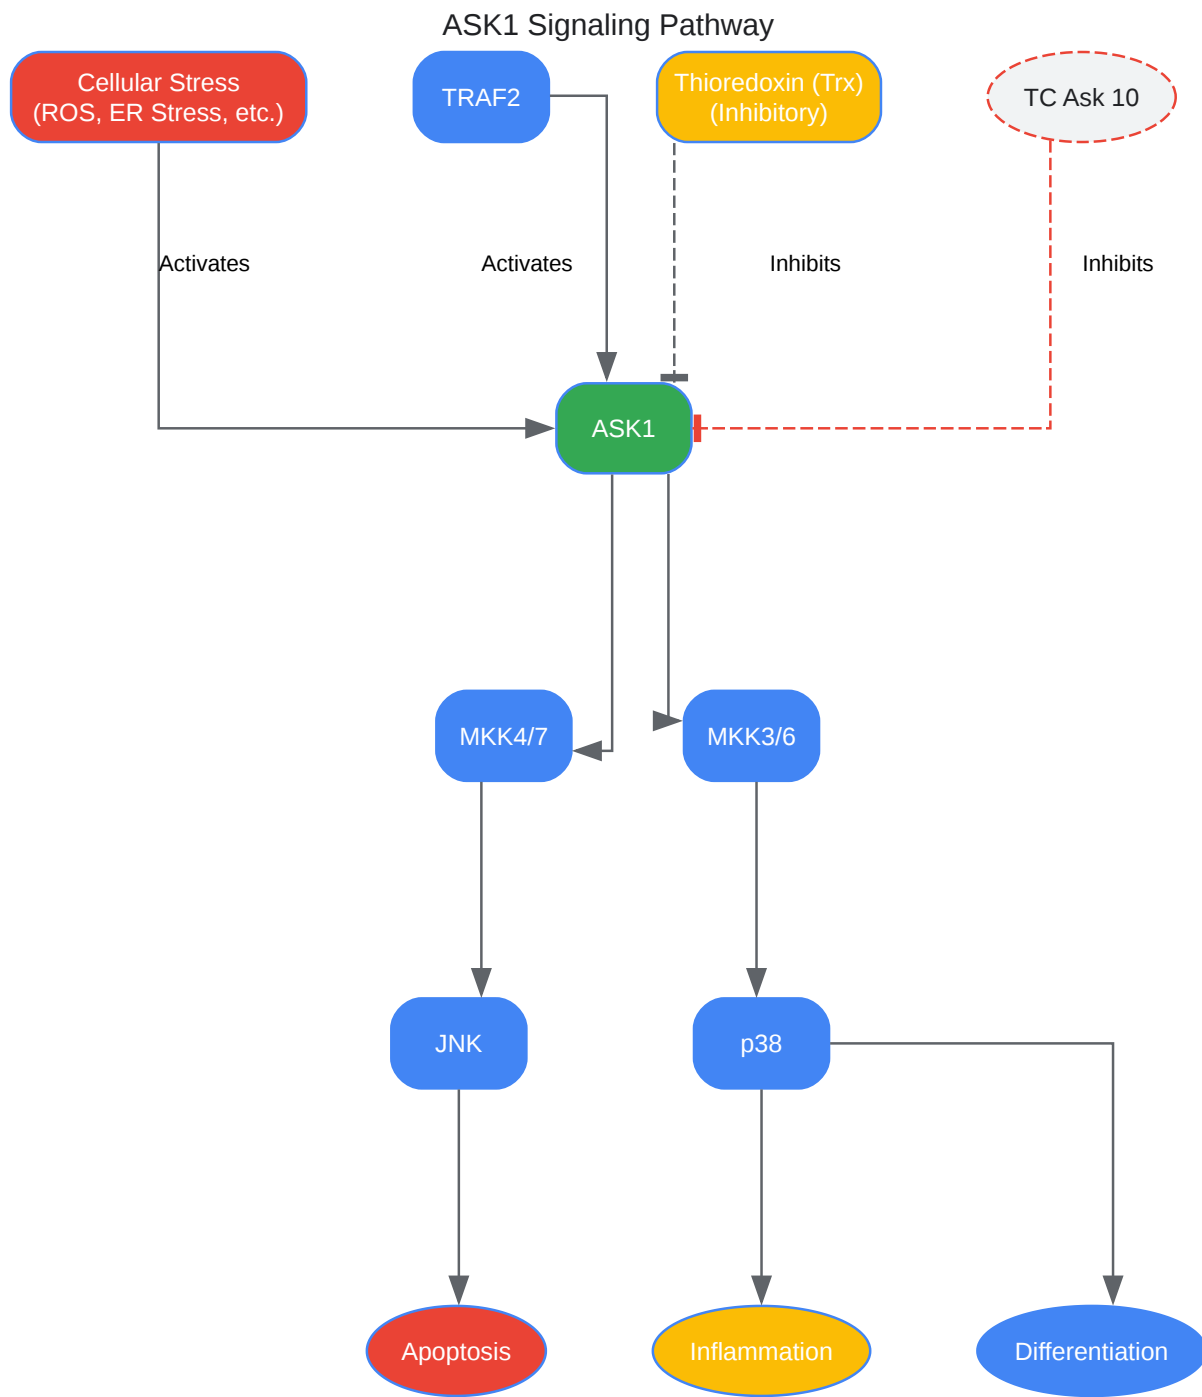 ASK1 Signaling Pathway
Cellular Stress
(ROS, ER Stress, etc.)
TRAF2
Thioredoxin (Trx)
(Inhibitory)
TC Ask 10
Activates
Activates
Inhibits
Inhibits
ASK1
MKK4/7
MKK3/6
JNK
p38
Apoptosis
Inflammation
Differentiation